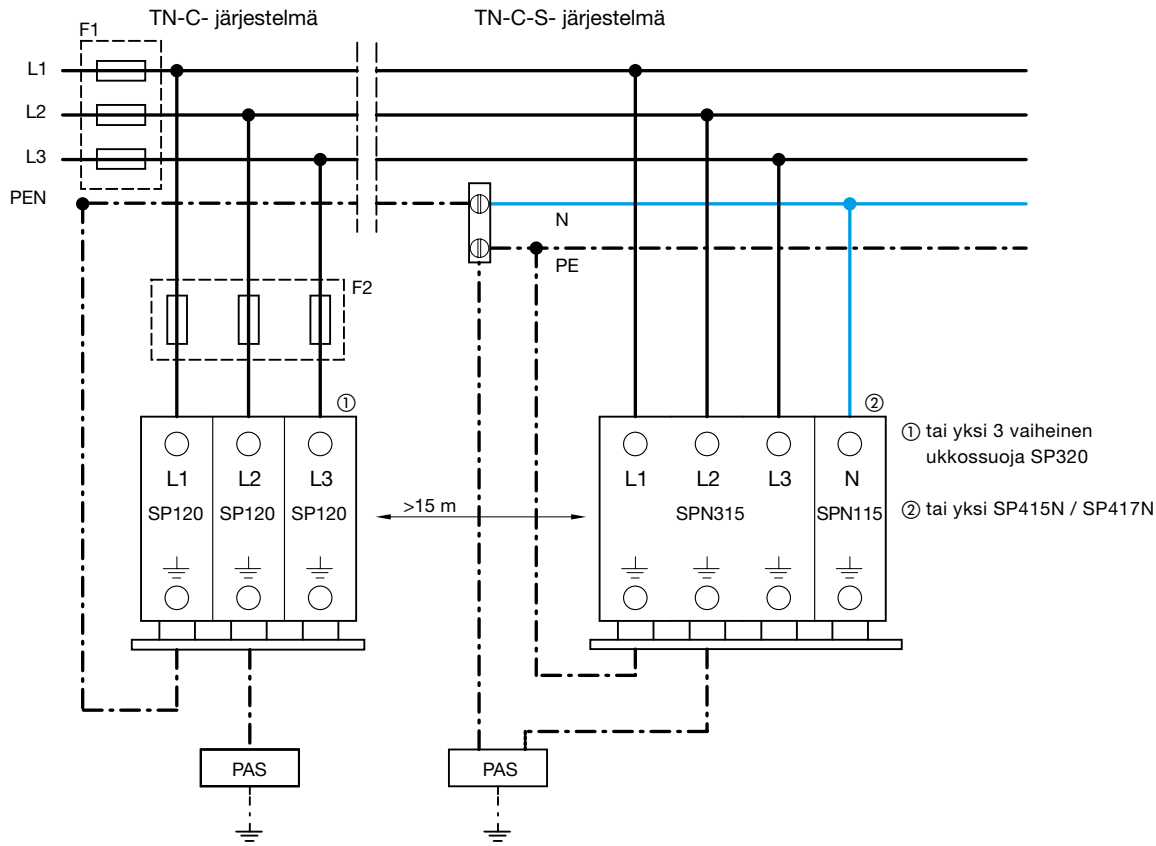 TN-C- järjestelmä
TN-C-S- järjestelmä
F1
L1
L2
L3
PEN
N
PE
F2
①
②
L1 L2 L3
SP120 SP120 SP120
>15 m
L1 L2 L3 N
SPN315 SPN115
① tai yksi 3 vaiheinen
ukkossuoja SP320
② tai yksi SP415N / SP417N
PAS
PAS